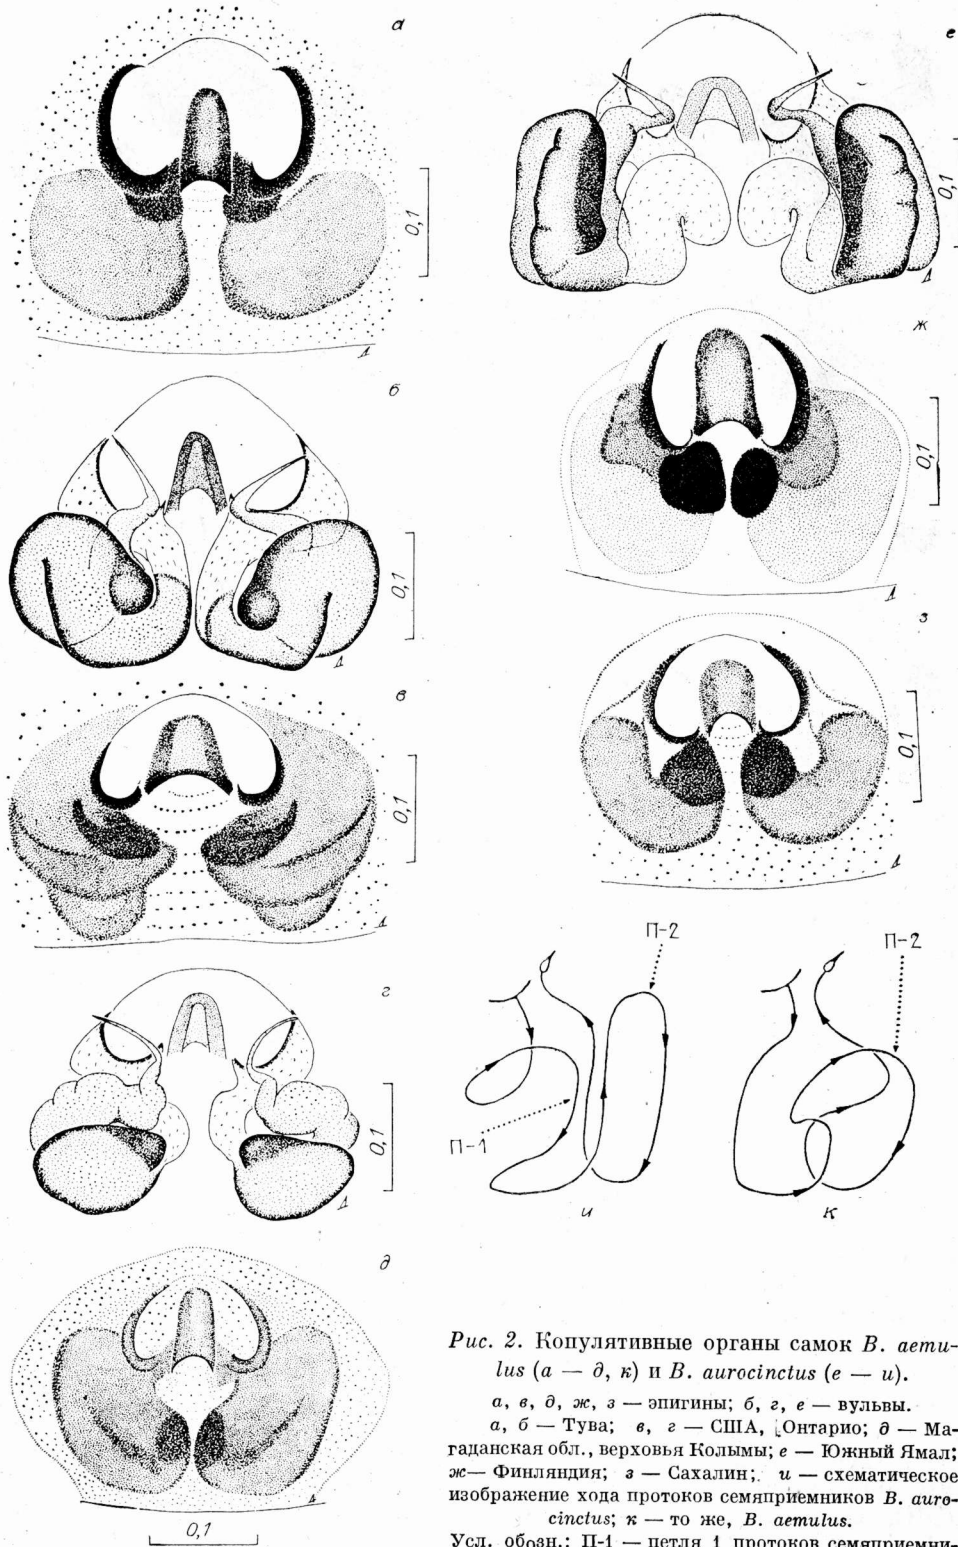 а
0,1
б
0,1
в
0,1
г
0,1
д
0,1
е
0,1
ж
0,1
з
0,1
П-2
П-1
и
П-2
к
Рис. 2. Копулятивные органы самок B. aemu-
lus (а — д, к) и B. aurocinctus (е — и).
а, в, д, ж, з — эпигины; б, г, е — вульвы.
а, б — Тува; в, г — США, Онтарио; д — Ма-
гаданская обл., верховья Колымы; е — Южный Ямал;
ж— Финляндия; з — Сахалин; и — схематическое
изображение хода протоков семяприемников B. auro-
cinctus; к — то же, B. aemulus.
Усл. обозн.: П-1 — петля 1 протоков семяприемни-